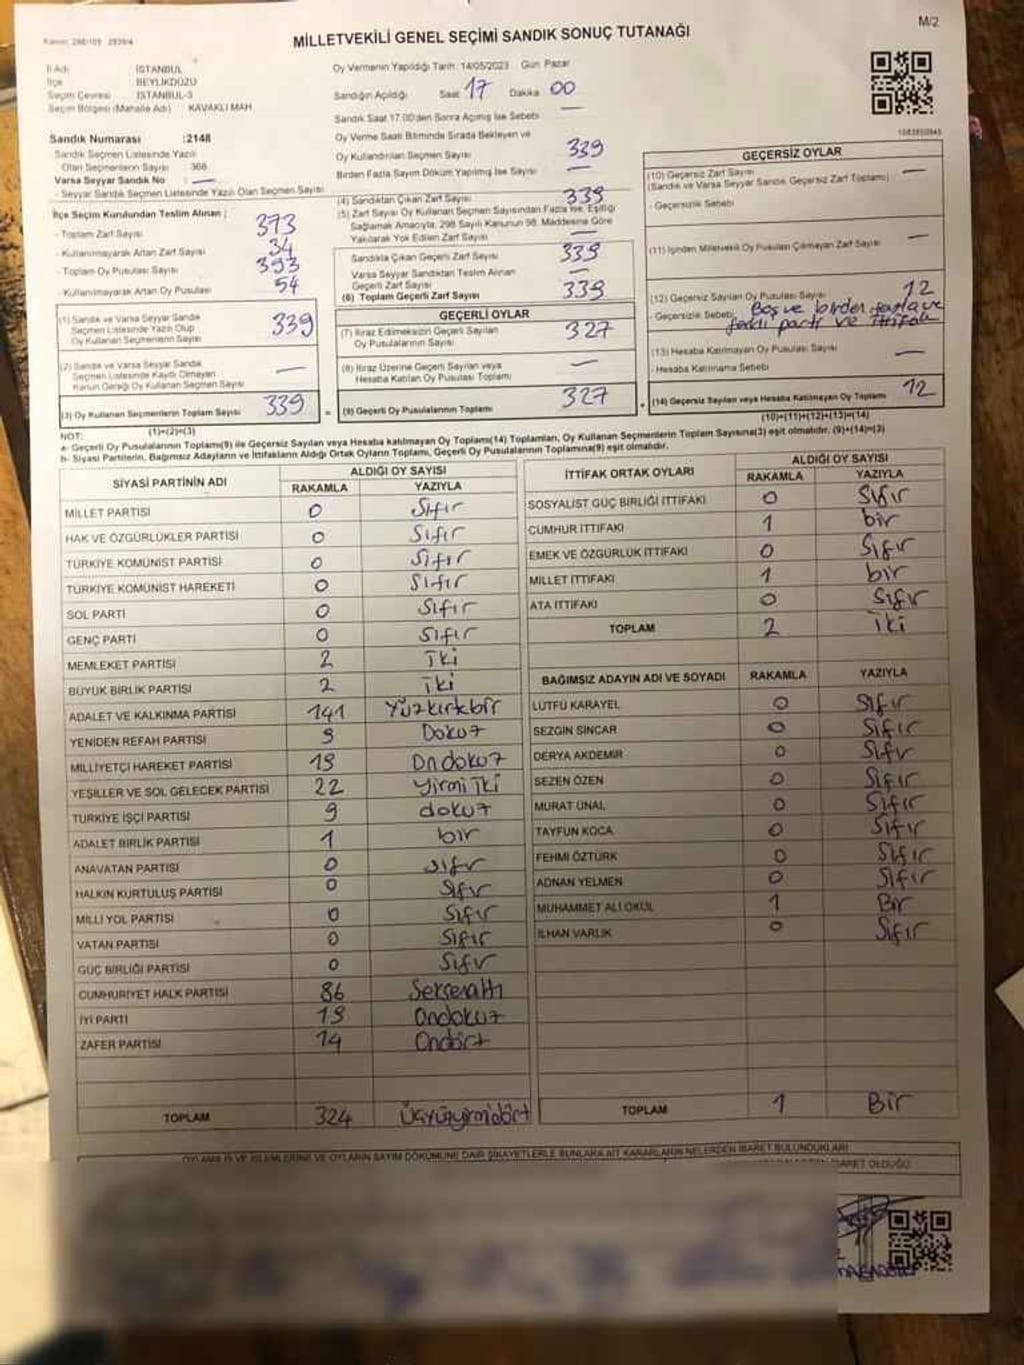 M/2
Kanun: 298/105 2839/4
MİLLETVEKİLİ GENEL SEÇİMİ SANDIK SONUÇ TUTANAĞI
İl Adı : İSTANBUL
İlçe : BEYLİKDÜZÜ
Seçim Çevresi : İSTANBUL-3
Seçim Bölgesi (Mahalle Adı) : KAVAKLI MAH
Oy Vermenin Yapıldığı Tarih: 14/05/2023 Gün: Pazar
Sandığın Açıldığı Saat 17 Dakika 00
Sandık Saat 17.00'den Sonra Açılmış İse Sebebi —
Sandık Numarası :2148
Sandık Seçmen Listesinde Yazılı
Olan Seçmenlerin Sayısı : 368
Varsa Seyyar Sandık No : —
- Seyyar Sandık Seçmen Listesinde Yazılı Olan Seçmen Sayısı
Oy Verme Saati Bitiminde Sırada Bekleyen ve
Oy Kullandırılan Seçmen Sayısı 339
Birden Fazla Sayım Döküm Yapılmış İse Sebebi —
İlçe Seçim Kurulundan Teslim Alınan ;
- Toplam Zarf Sayısı 373
- Kullanılmayarak Artan Zarf Sayısı 34
- Toplam Oy Pusulası Sayısı 393
- Kullanılmayarak Artan Oy Pusulası 54
(4) Sandıktan Çıkan Zarf Sayısı 339
(5) Zarf Sayısı Oy Kullanan Seçmen Sayısından Fazla İse, Eşitliği
Sağlamak Amacıyla, 298 Sayılı Kanunun 98. Maddesine Göre
Yakılarak Yok Edilen Zarf Sayısı —
Sandıkla Çıkan Geçerli Zarf Sayısı 339
Varsa Seyyar Sandıktan Teslim Alınan
Geçerli Zarf Sayısı —
(6) Toplam Geçerli Zarf Sayısı 339
1083850945
GEÇERSİZ OYLAR
(10) Geçersiz Zarf Sayısı —
(Sandık ve Varsa Seyyar Sandık Geçersiz Zarf Toplamı)
- Geçersizlik Sebebi
(11) İçinden Milletvekili Oy Pusulası Çıkmayan Zarf Sayısı —
(12) Geçersiz Sayılan Oy Pusulası Sayısı 12
- Geçersizlik Sebebi Boş ve birden fazla ve
farklı parti ve ittifakı
(13) Hesaba Katılmayan Oy Pusulası Sayısı —
- Hesaba Katılmama Sebebi
(14) Geçersiz Sayılan veya Hesaba Katılmayan Oy Toplamı 12
(10)+(11)+(12)+(13)=(14)
(1) Sandık ve Varsa Seyyar Sandık
Seçmen Listesinde Yazılı Olup
Oy Kullanan Seçmenlerin Sayısı 339
(2) Sandık ve Varsa Seyyar Sandık
Seçmen Listesinde Kaydı Olmayan
Kanun Gereği Oy Kullanan Seçmen Sayısı —
(3) Oy Kullanan Seçmenlerin Toplam Sayısı 339 =
(1)+(2)=(3)
GEÇERLİ OYLAR
(7) İtiraz Edilmeksizin Geçerli Sayılan
Oy Pusulalarının Sayısı 327
(8) İtiraz Üzerine Geçerli Sayılan veya
Hesaba Katılan Oy Pusulası Toplamı —
(9) Geçerli Oy Pusulalarının Toplamı 327 +
NOT:
a- Geçerli Oy Pusulalarının Toplamı(9) ile Geçersiz Sayılan veya Hesaba katılmayan Oy Toplamı(14) Toplamları, Oy Kullanan Seçmenlerin Toplam Sayısına(3) eşit olmalıdır. (9)+(14)=(3)
b- Siyasi Partilerin, Bağımsız Adayların ve İttifakların Aldığı Ortak Oyların Toplamı, Geçerli Oy Pusulalarının Toplamına(9) eşit olmalıdır.
SİYASİ PARTİNİN ADI ALDIĞI OY SAYISI
RAKAMLA YAZIYLA
MİLLET PARTİSİ 0 Sıfır
HAK VE ÖZGÜRLÜKLER PARTİSİ 0 Sıfır
TÜRKİYE KOMÜNİST PARTİSİ 0 Sıfır
TÜRKİYE KOMÜNİST HAREKETİ 0 Sıfır
SOL PARTİ 0 Sıfır
GENÇ PARTİ 0 Sıfır
MEMLEKET PARTİSİ 2 İki
BÜYÜK BİRLİK PARTİSİ 2 İki
ADALET VE KALKINMA PARTİSİ 141 Yüzkırkbir
YENİDEN REFAH PARTİSİ 9 Dokuz
MİLLİYETÇİ HAREKET PARTİSİ 19 Ondokuz
YEŞİLLER VE SOL GELECEK PARTİSİ 22 Yirmi İki
TÜRKİYE İŞÇİ PARTİSİ 9 dokuz
ADALET BİRLİK PARTİSİ 1 bir
ANAVATAN PARTİSİ 0 sıfır
HALKIN KURTULUŞ PARTİSİ 0 Sıfır
MİLLİ YOL PARTİSİ 0 Sıfır
VATAN PARTİSİ 0 Sıfır
GÜÇ BİRLİĞİ PARTİSİ 0 Sıfır
CUMHURİYET HALK PARTİSİ 86 Seksenaltı
İYİ PARTİ 19 Ondokuz
ZAFER PARTİSİ 14 Ondört
TOPLAM 324 Üçyüzyirmidört
İTTİFAK ORTAK OYLARI ALDIĞI OY SAYISI
RAKAMLA YAZIYLA
SOSYALİST GÜÇ BİRLİĞİ İTTİFAKI 0 Sıfır
CUMHUR İTTİFAKI 1 bir
EMEK VE ÖZGÜRLÜK İTTİFAKI 0 Sıfır
MİLLET İTTİFAKI 1 bir
ATA İTTİFAKI 0 Sıfır
TOPLAM 2 İki
BAĞIMSIZ ADAYIN ADI VE SOYADI RAKAMLA YAZIYLA
LÜTFÜ KARAYEL 0 Sıfır
SEZGİN SİNCAR 0 Sıfır
DERYA AKDEMİR 0 Sıfır
SEZEN ÖZEN 0 Sıfır
MURAT ÜNAL 0 Sıfır
TAYFUN KOCA 0 Sıfır
FEHMİ ÖZTÜRK 0 Sıfır
ADNAN YELMEN 0 Sıfır
MUHAMMET ALİ OKUL 1 Bir
İLHAN VARLIK 0 Sıfır
TOPLAM 1 Bir
OYLAMA İŞ VE İŞLEMLERİNE VE OYLARIN SAYIM DÖKÜMÜNE DAİR ŞİKAYETLERLE BUNLARA AİT KARARLARIN NELERDEN İBARET BULUNDUKLARI
İBARET OLDUĞU